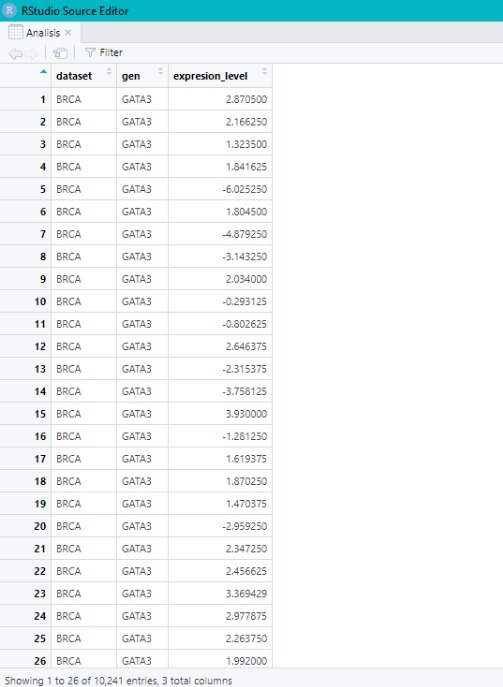 RStudio Source Editor
Analisis
Filter
dataset gen expresion_level
1 BRCA GATA3 2.870500
2 BRCA GATA3 2.166250
3 BRCA GATA3 1.323500
4 BRCA GATA3 1.841625
5 BRCA GATA3 -6.025250
6 BRCA GATA3 1.804500
7 BRCA GATA3 -4.879250
8 BRCA GATA3 -3.143250
9 BRCA GATA3 2.034000
10 BRCA GATA3 -0.293125
11 BRCA GATA3 -0.802625
12 BRCA GATA3 2.646375
13 BRCA GATA3 -2.315375
14 BRCA GATA3 -3.758125
15 BRCA GATA3 3.930000
16 BRCA GATA3 -1.281250
17 BRCA GATA3 1.619375
18 BRCA GATA3 1.870250
19 BRCA GATA3 1.470375
20 BRCA GATA3 -2.959250
21 BRCA GATA3 2.347250
22 BRCA GATA3 2.456625
23 BRCA GATA3 3.369429
24 BRCA GATA3 2.977875
25 BRCA GATA3 2.263750
26 BRCA GATA3 1.992000
Showing 1 to 26 of 10,241 entries, 3 total columns